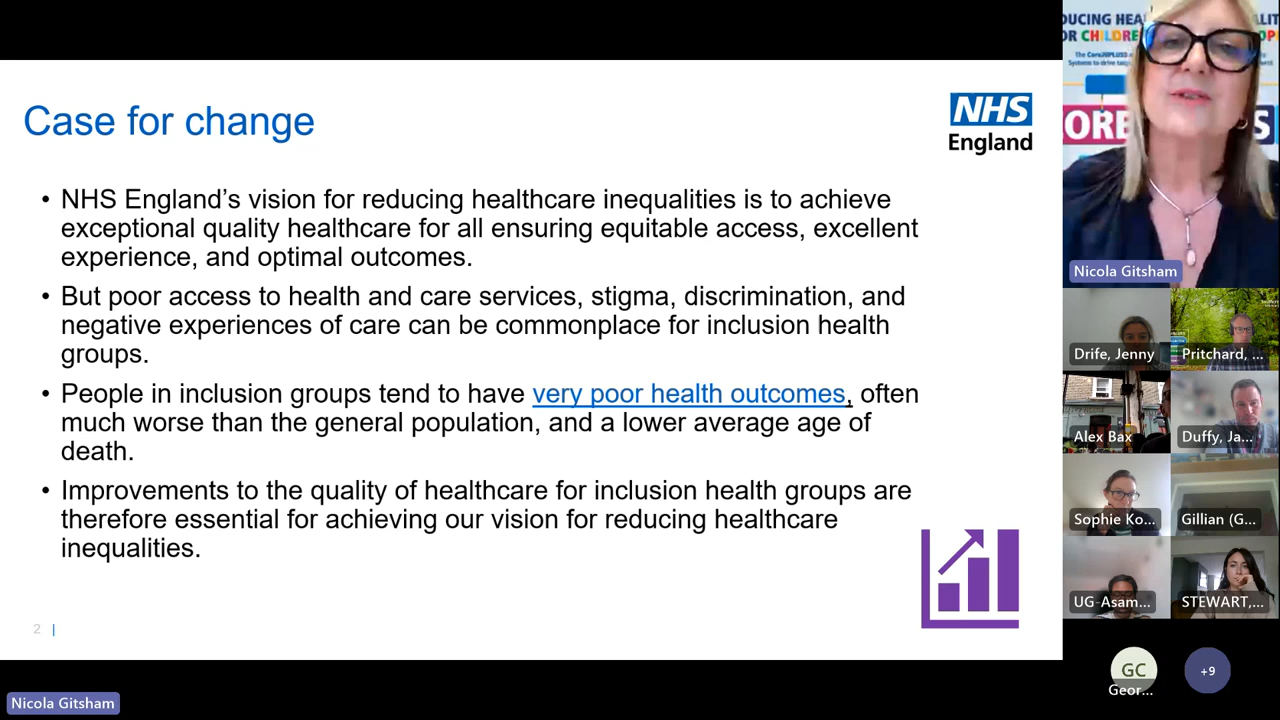 Case for change
NHS
England
• NHS England’s vision for reducing healthcare inequalities is to achieve
exceptional quality healthcare for all ensuring equitable access, excellent
experience, and optimal outcomes.
• But poor access to health and care services, stigma, discrimination, and
negative experiences of care can be commonplace for inclusion health
groups.
• People in inclusion groups tend to have very poor health outcomes, often
much worse than the general population, and a lower average age of
death.
• Improvements to the quality of healthcare for inclusion health groups are
therefore essential for achieving our vision for reducing healthcare
inequalities.
2 |
Nicola Gitsham
DUCING HEA
OR CHILDRE
ORE
S
Nicola Gitsham
Drife, Jenny
Pritchard, ...
Alex Bax
Duffy, Ja...
Sophie Ko...
Gillian (G...
UG-Asam...
STEWART,...
GC
Geor...
+9